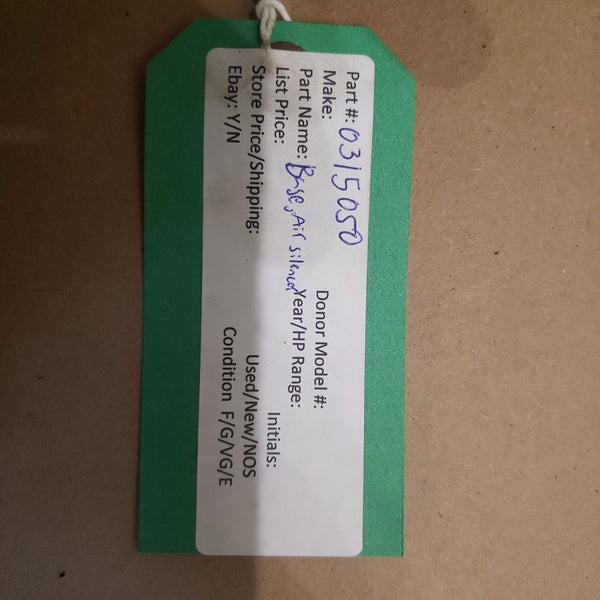 Part #: 0315050
Make: Donor Model #:
Part Name: Base, Air silencer Year/HP Range:
List Price: Initials:
Store Price/Shipping: Used/New/NOS
Ebay: Y/N Condition F/G/VG/E